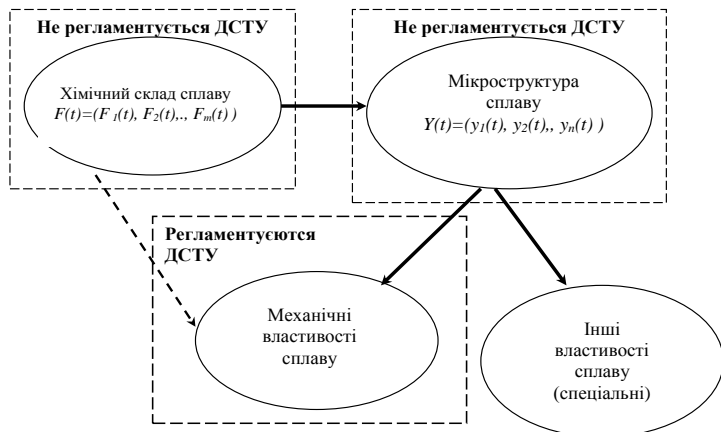 Не регламентується ДСТУ
Хімічний склад сплаву
F(t)=(F₁(t), F₂(t),., Fₘ(t) )
Не регламентується ДСТУ
Мікроструктура
сплаву
Y(t)=(y₁(t), y₂(t),, yₙ(t) )
Регламентуєются
ДСТУ
Механічні
властивості
сплаву
Інші
властивості
сплаву
(спеціальні)